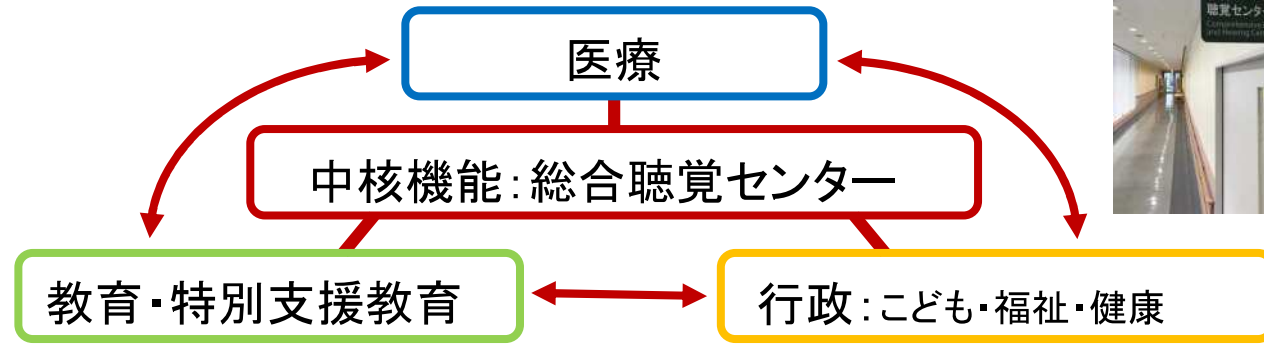 医療
聴覚センター
中核機能：総合聴覚センター
教育・特別支援教育
行政：こども・福祉・健康